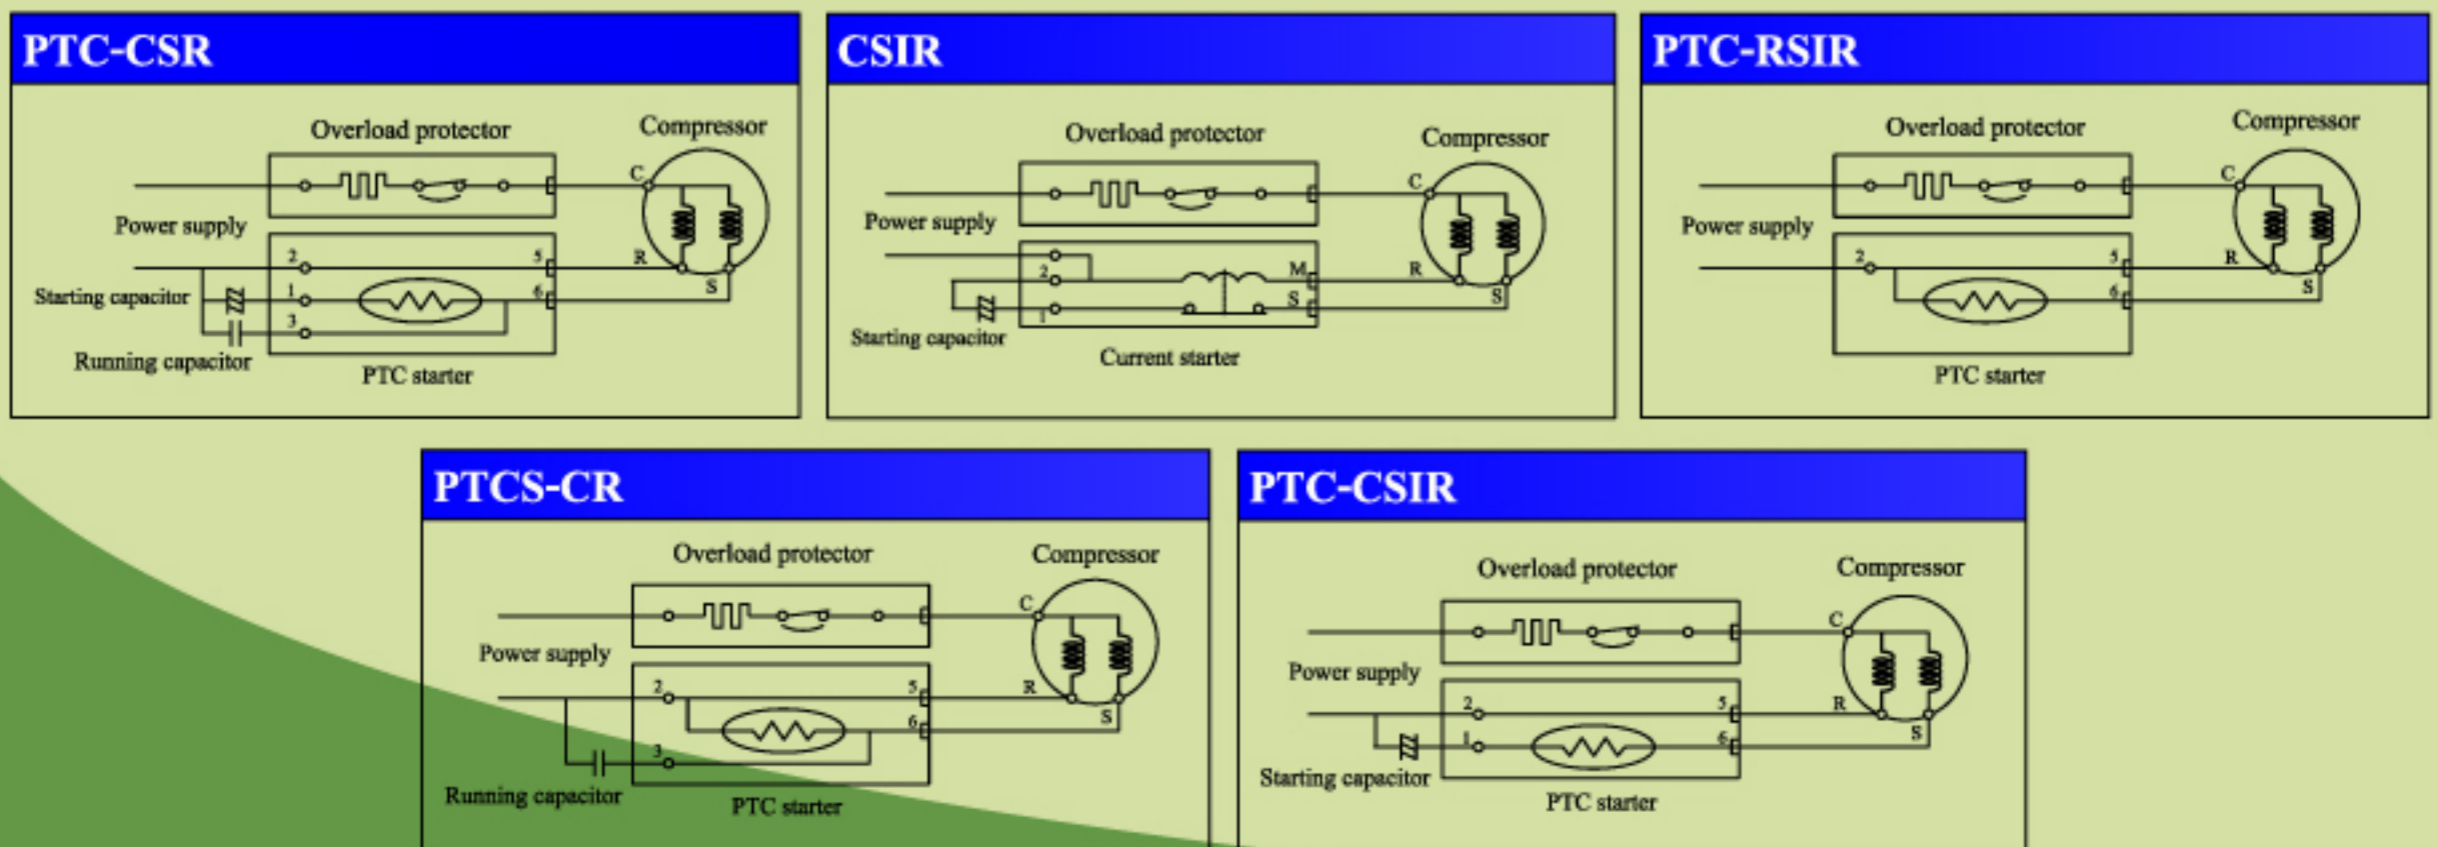 PTC-CSR
Overload protector
Compressor
C
Power supply
2
5
R
Starting capacitor
1
6
S
3
Running capacitor
PTC starter
CSIR
Overload protector
Compressor
C
Power supply
2
M
R
S
S
1
Starting capacitor
Current starter
PTC-RSIR
Overload protector
Compressor
C
Power supply
2
5
R
6
S
PTC starter
PTCS-CR
Overload protector
Compressor
C
Power supply
2
5
R
6
S
3
Running capacitor
PTC starter
PTC-CSIR
Overload protector
Compressor
C
Power supply
2
5
R
1
6
S
Starting capacitor
PTC starter